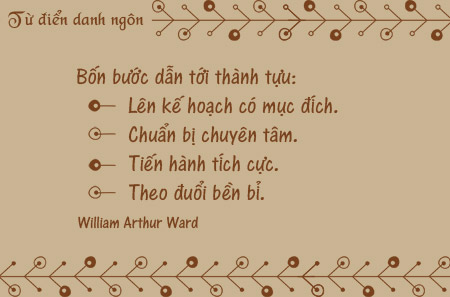 Từ điển danh ngôn
Bốn bước dẫn tới thành tựu:
Lên kế hoạch có mục đích.
Chuẩn bị chuyên tâm.
Tiến hành tích cực.
Theo đuổi bền bỉ.
William Arthur Ward